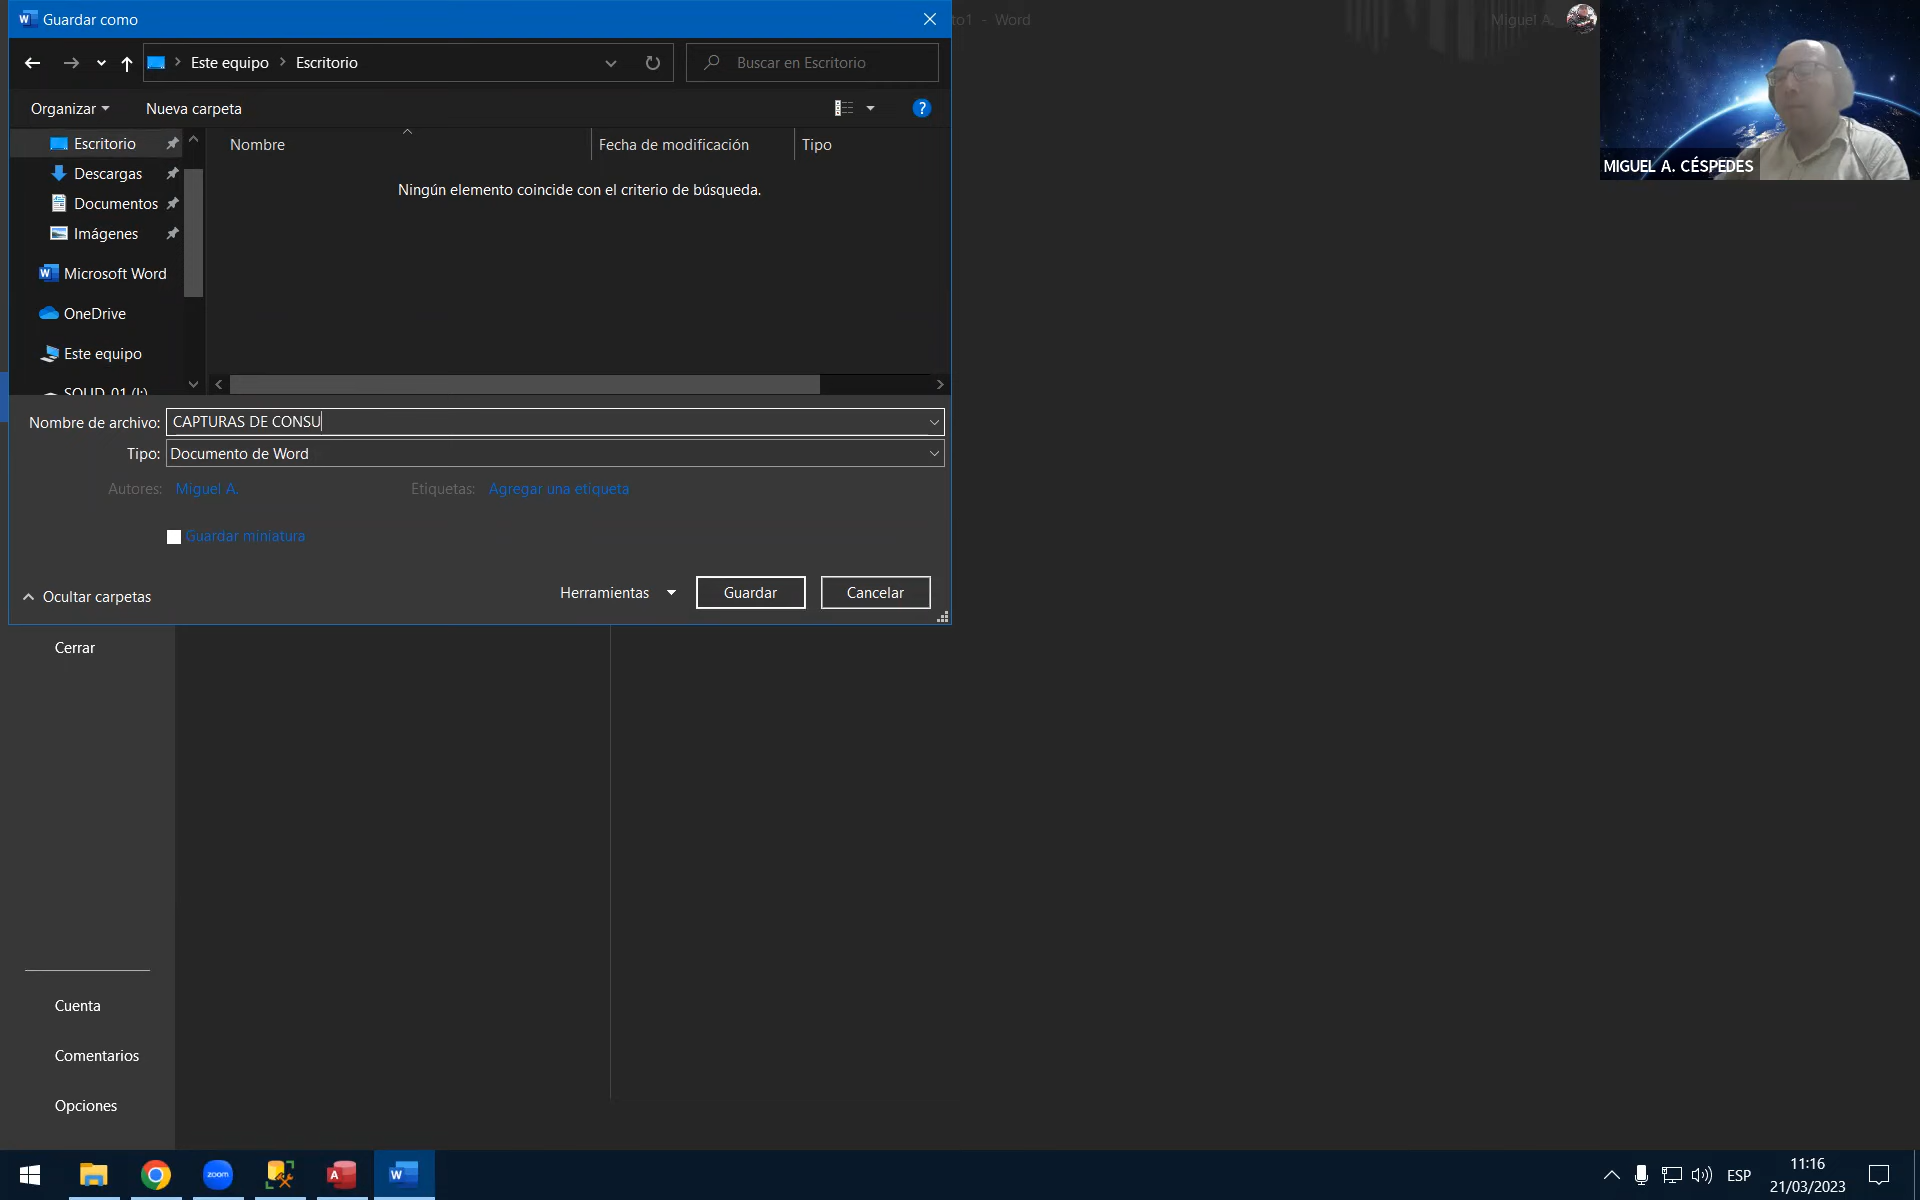 Guardar como
to1 - Word
Miguel A.
Este equipo
Escritorio
Buscar en Escritorio
Organizar
Nueva carpeta
?
Escritorio
Descargas
Documentos
Imágenes
Microsoft Word
OneDrive
Este equipo
SOLID_01 (I:)
Nombre
Fecha de modificación
Tipo
Ningún elemento coincide con el criterio de búsqueda.
MIGUEL A. CÉSPEDES
Nombre de archivo:
CAPTURAS DE CONSU
Tipo:
Documento de Word
Autores:
Miguel A.
Etiquetas:
Agregar una etiqueta
Guardar miniatura
Ocultar carpetas
Herramientas
Guardar
Cancelar
Cerrar
Cuenta
Comentarios
Opciones
zoom
A
W
ESP
11:16
21/03/2023